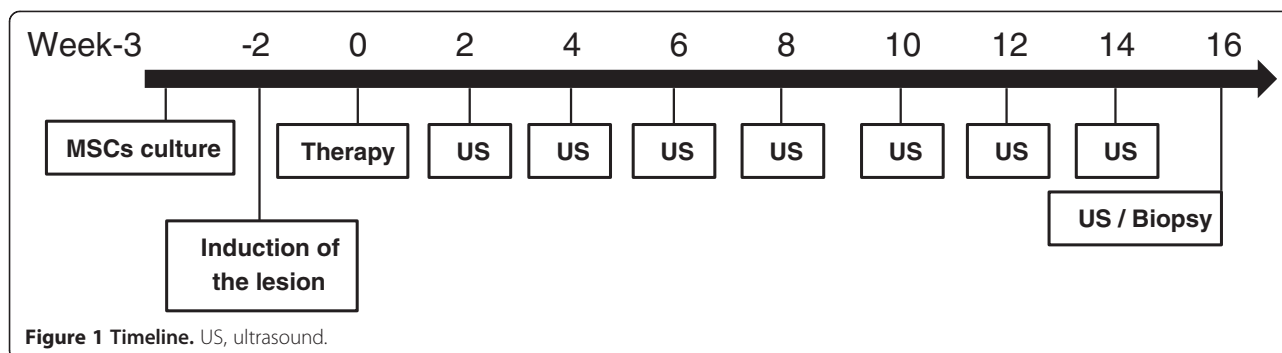 Week-3 -2 0 2 4 6 8 10 12 14 16
MSCs culture Therapy US US US US US US US
US / Biopsy
Induction of
the lesion
Figure 1 Timeline. US, ultrasound.